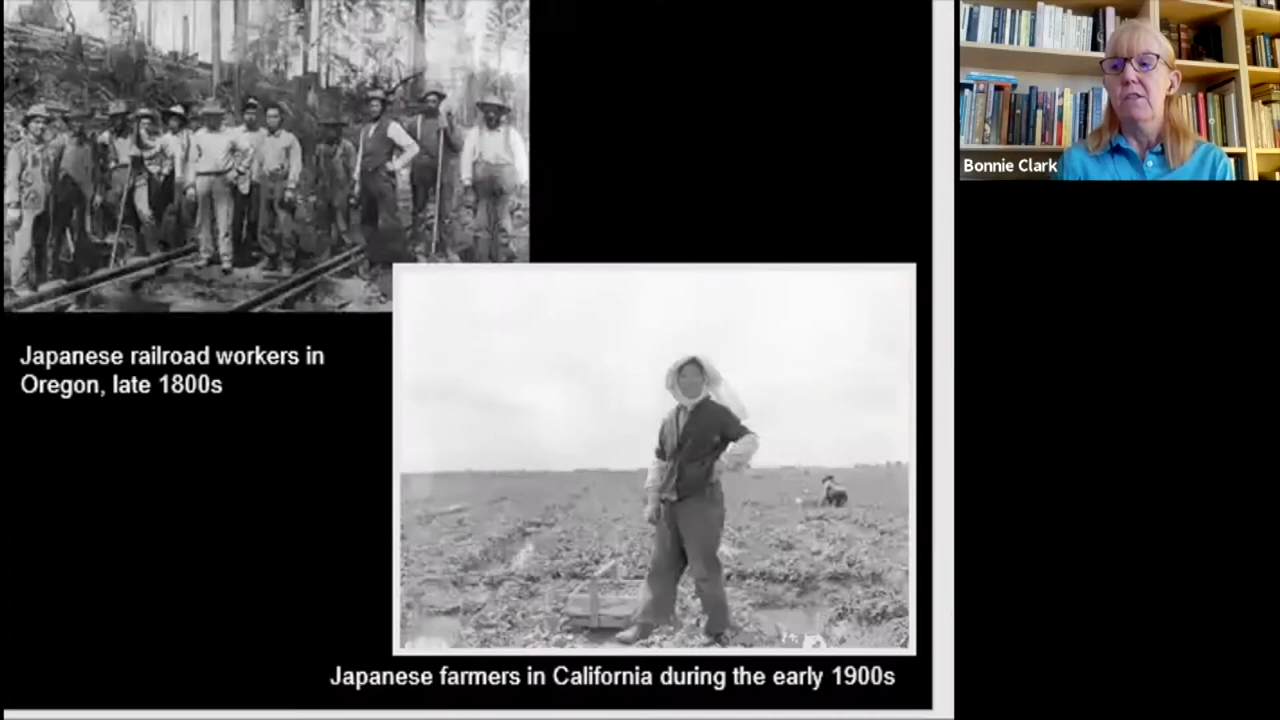 Bonnie Clark
Japanese railroad workers in
Oregon, late 1800s
Japanese farmers in California during the early 1900s